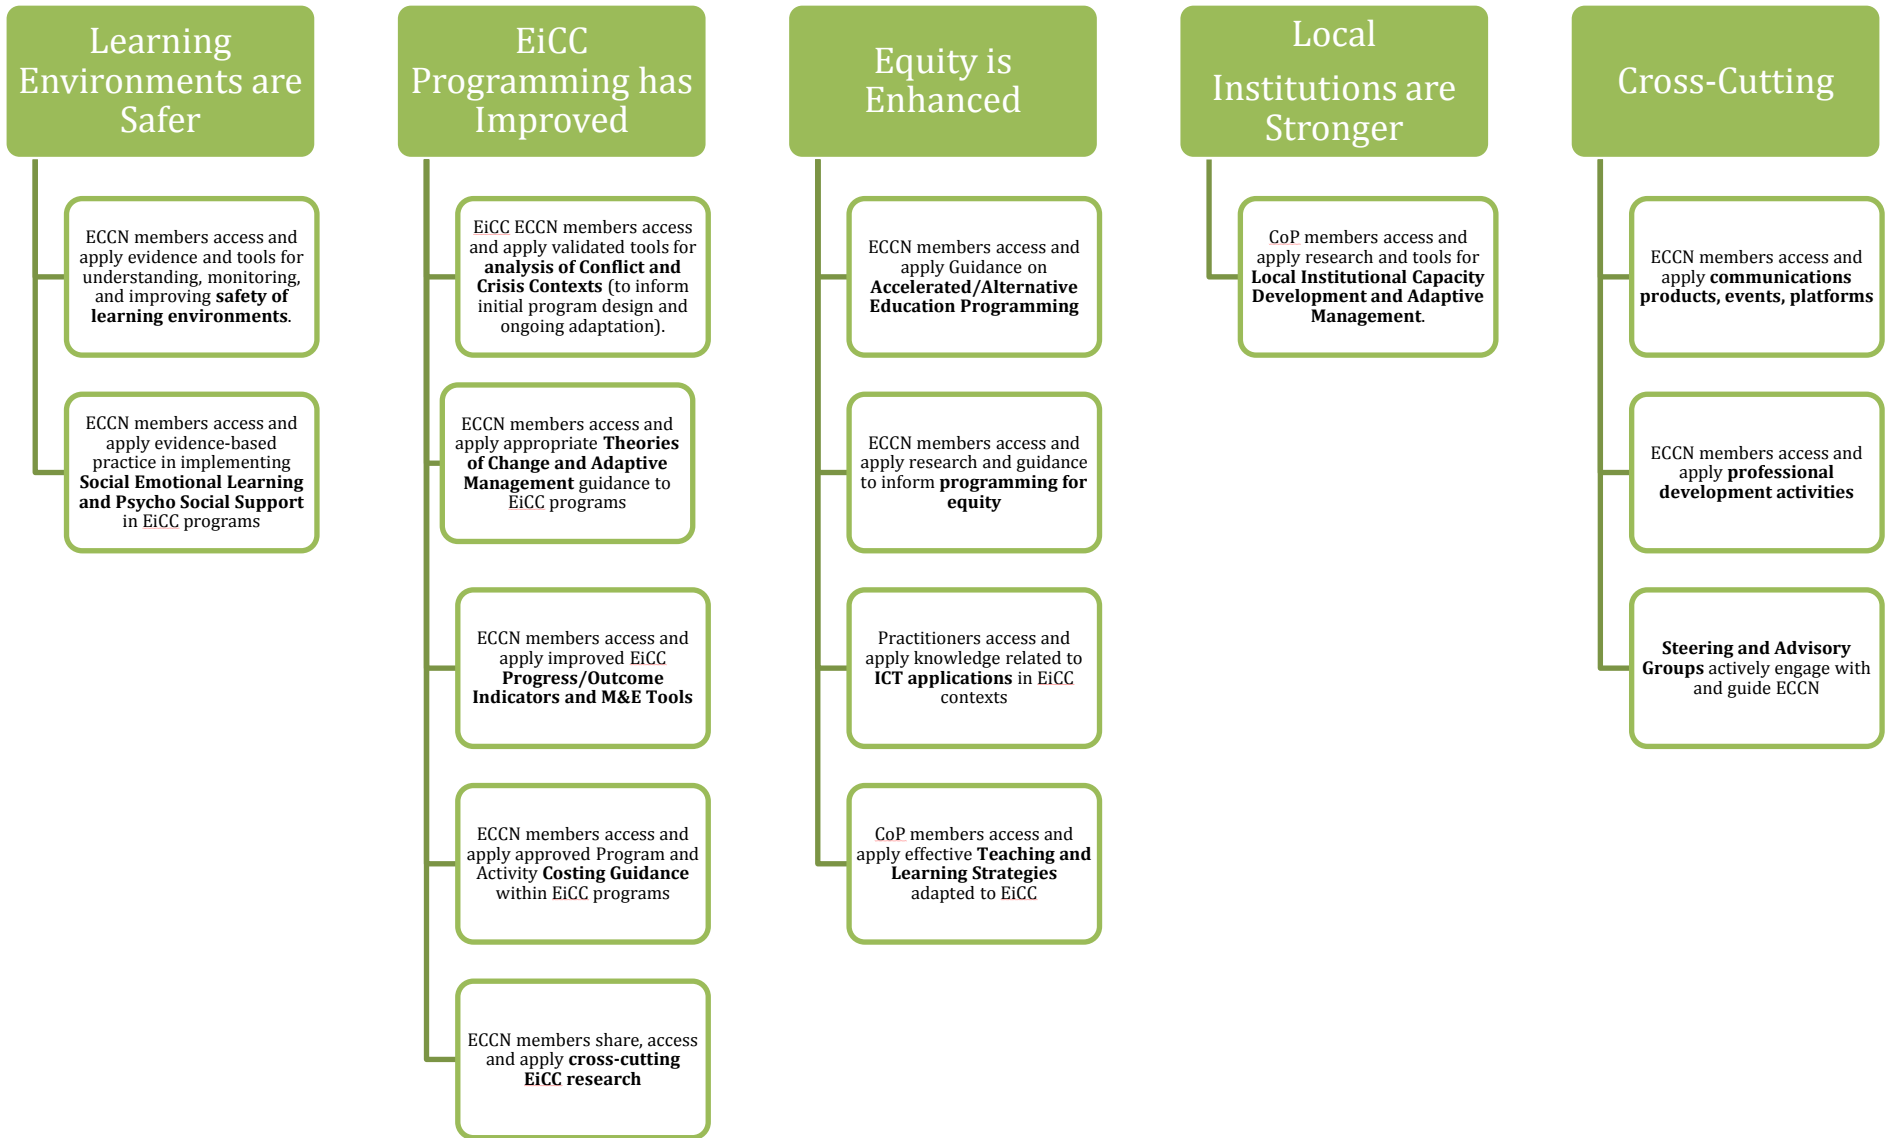 Learning
Environments are
Safer
ECCN members access and
apply evidence and tools for
understanding, monitoring,
and improving safety of
learning environments.
ECCN members access and
apply evidence-based
practice in implementing
Social Emotional Learning
and Psycho Social Support
in EiCC programs
EiCC
Programming has
Improved
EiCC ECCN members access
and apply validated tools for
analysis of Conflict and
Crisis Contexts (to inform
initial program design and
ongoing adaptation).
ECCN members access and
apply appropriate Theories
of Change and Adaptive
Management guidance to
EiCC programs
ECCN members access and
apply improved EiCC
Progress/Outcome
Indicators and M&E Tools
ECCN members access and
apply approved Program and
Activity Costing Guidance
within EiCC programs
ECCN members share, access
and apply cross-cutting
EiCC research
Equity is
Enhanced
ECCN members access and
apply Guidance on
Accelerated/Alternative
Education Programming
ECCN members access and
apply research and guidance
to inform programming for
equity
Practitioners access and
apply knowledge related to
ICT applications in EiCC
contexts
CoP members access and
apply effective Teaching and
Learning Strategies
adapted to EiCC
Local
Institutions are
Stronger
CoP members access and
apply research and tools for
Local Institutional Capacity
Development and Adaptive
Management.
Cross-Cutting
ECCN members access and
apply communications
products, events, platforms
ECCN members access and
apply professional
development activities
Steering and Advisory
Groups actively engage with
and guide ECCN